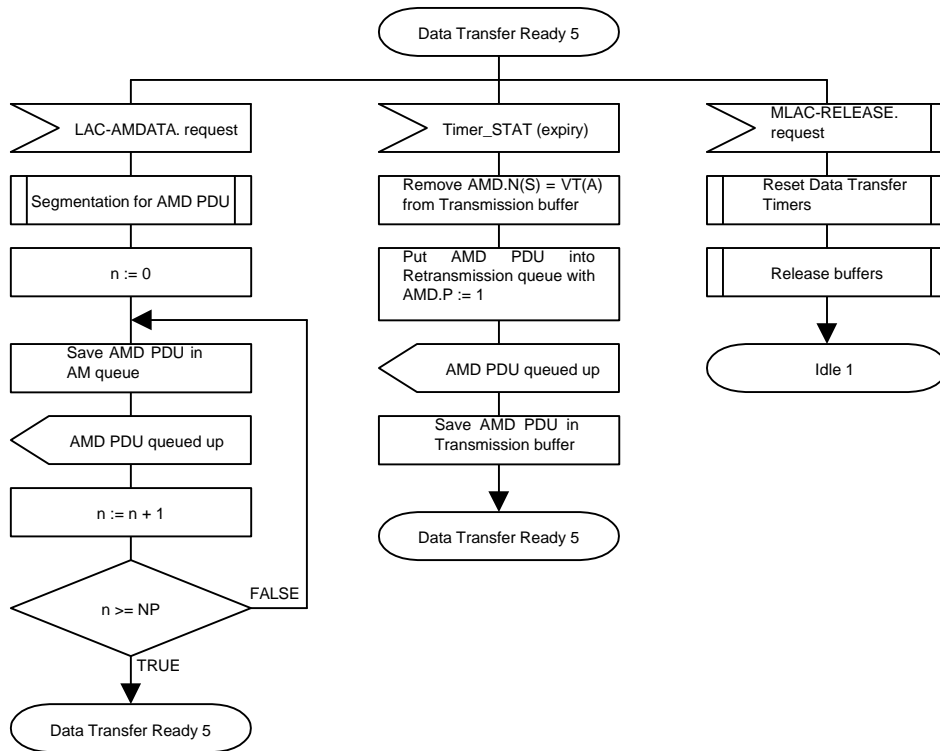 Data Transfer Ready 5
LAC-AMDATA. request
Segmentation for AMD PDU
n := 0
Save AMD PDU in
AM queue
AMD PDU queued up
n := n + 1
n >= NP
FALSE
TRUE
Data Transfer Ready 5
Timer_STAT (expiry)
Remove AMD.N(S) = VT(A)
from Transmission buffer
Put AMD PDU into
Retransmission queue with
AMD.P := 1
AMD PDU queued up
Save AMD PDU in
Transmission buffer
Data Transfer Ready 5
MLAC-RELEASE.
request
Reset Data Transfer
Timers
Release buffers
Idle 1